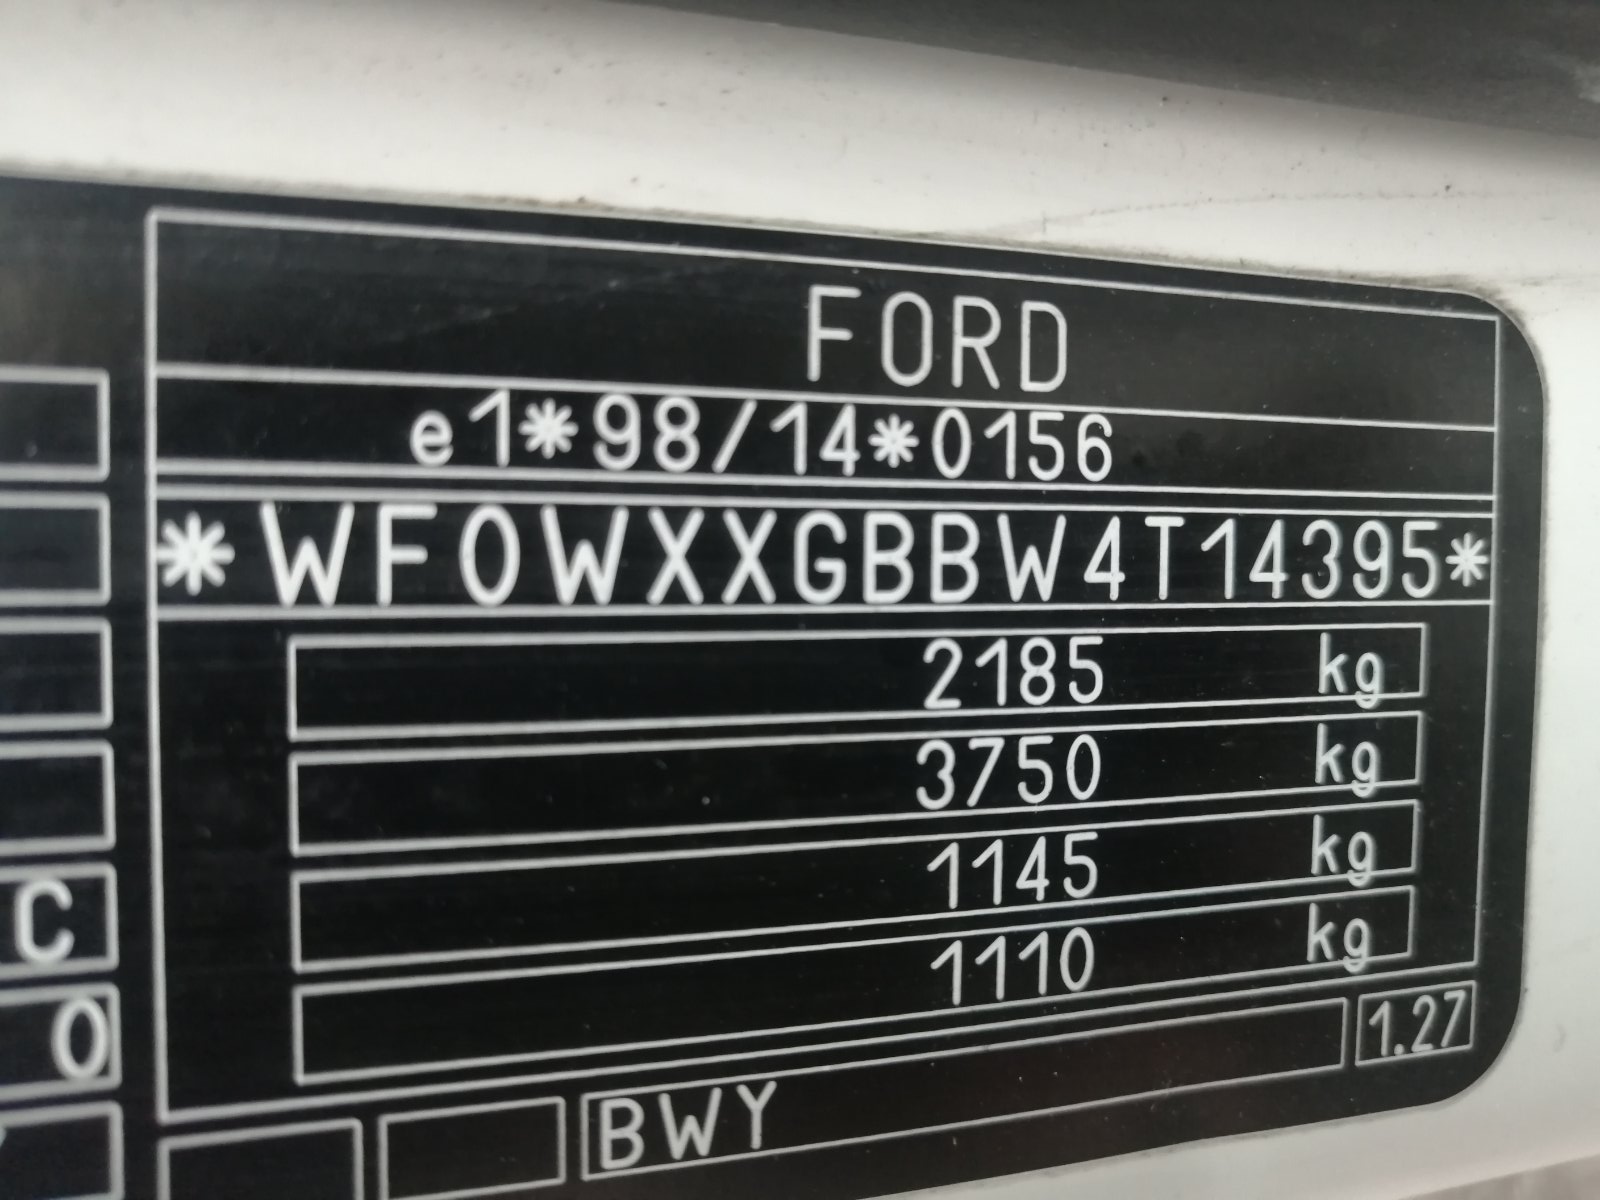 FORD
e1*98/14*0156
*WF0WXXGBBW4T14395*
2185 kg
3750 kg
1145 kg
1110 kg
C
O
1.27
BWY